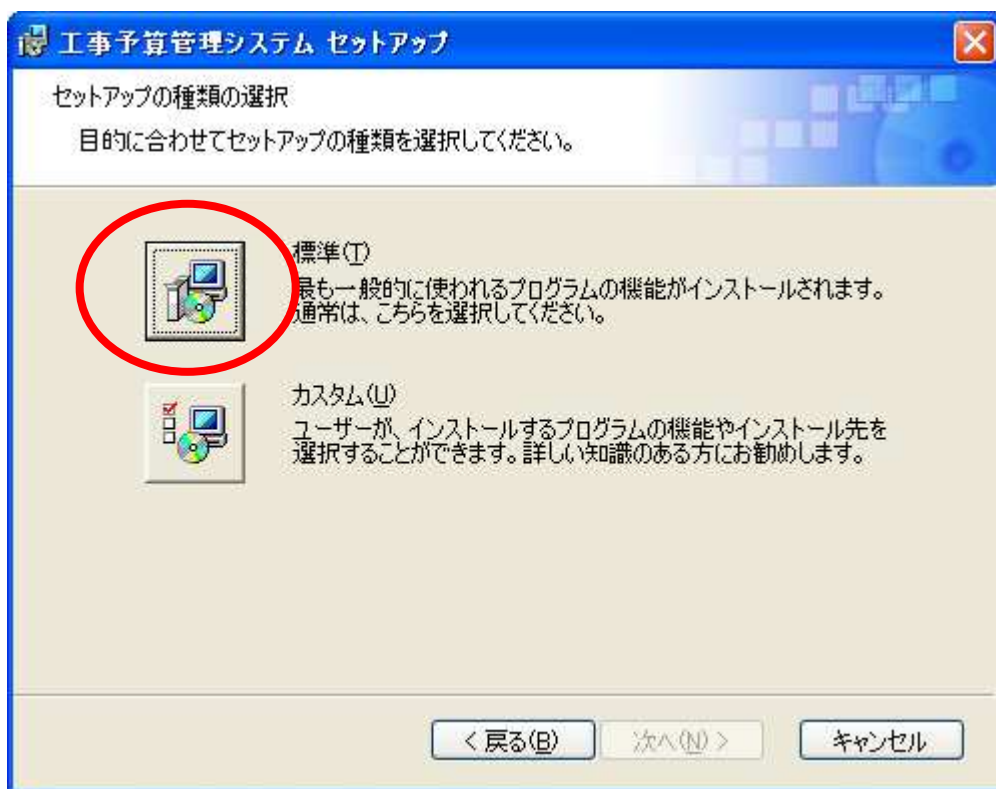 工事予算管理システム セットアップ
セットアップの種類の選択
目的に合わせてセットアップの種類を選択してください。
標準(T)
最も一般的に使われるプログラムの機能がインストールされます。
通常は、こちらを選択してください。
カスタム(U)
ユーザーが、インストールするプログラムの機能やインストール先を
選択することができます。詳しい知識のある方にお勧めします。
< 戻る(B)
次へ(N) >
キャンセル